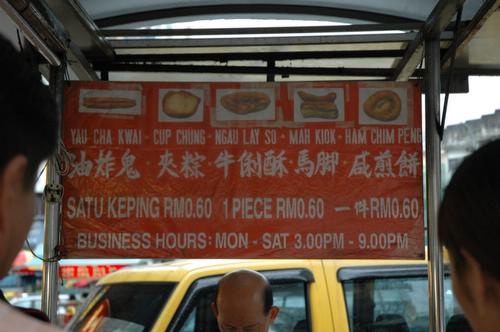 YAU CHA KWAI · CUP CHUNG · NGAU LAY SO · MAH KIOK · HAM CHIM PENG
油炸鬼 · 夾粽 · 牛脷酥 · 馬脚 · 咸煎餅
SATU KEPING RM0.60 1 PIECE RM0.60 一件RM0.60
BUSINESS HOURS: MON - SAT 3.00PM - 9.00PM